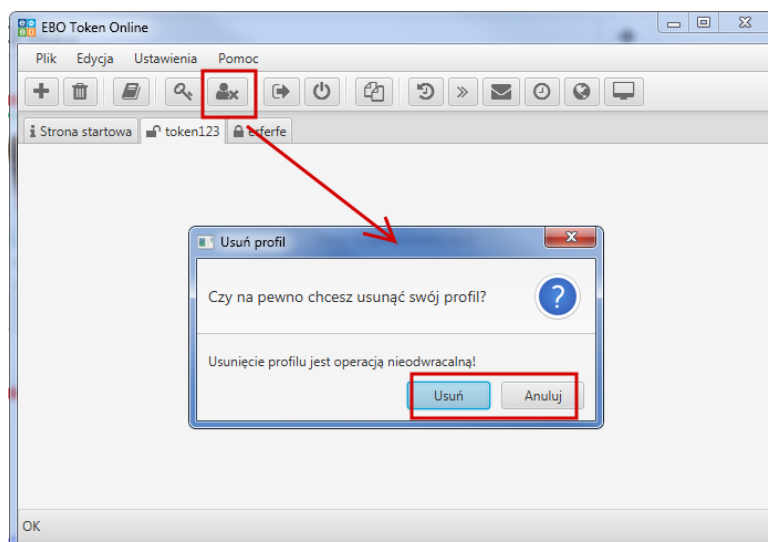 EBO Token Online
Plik Edycja Ustawienia Pomoc
Strona startowa token123 erferfe
Usuń profil
Czy na pewno chcesz usunąć swój profil?
Usunięcie profilu jest operacją nieodwracalną!
Usuń Anuluj
OK